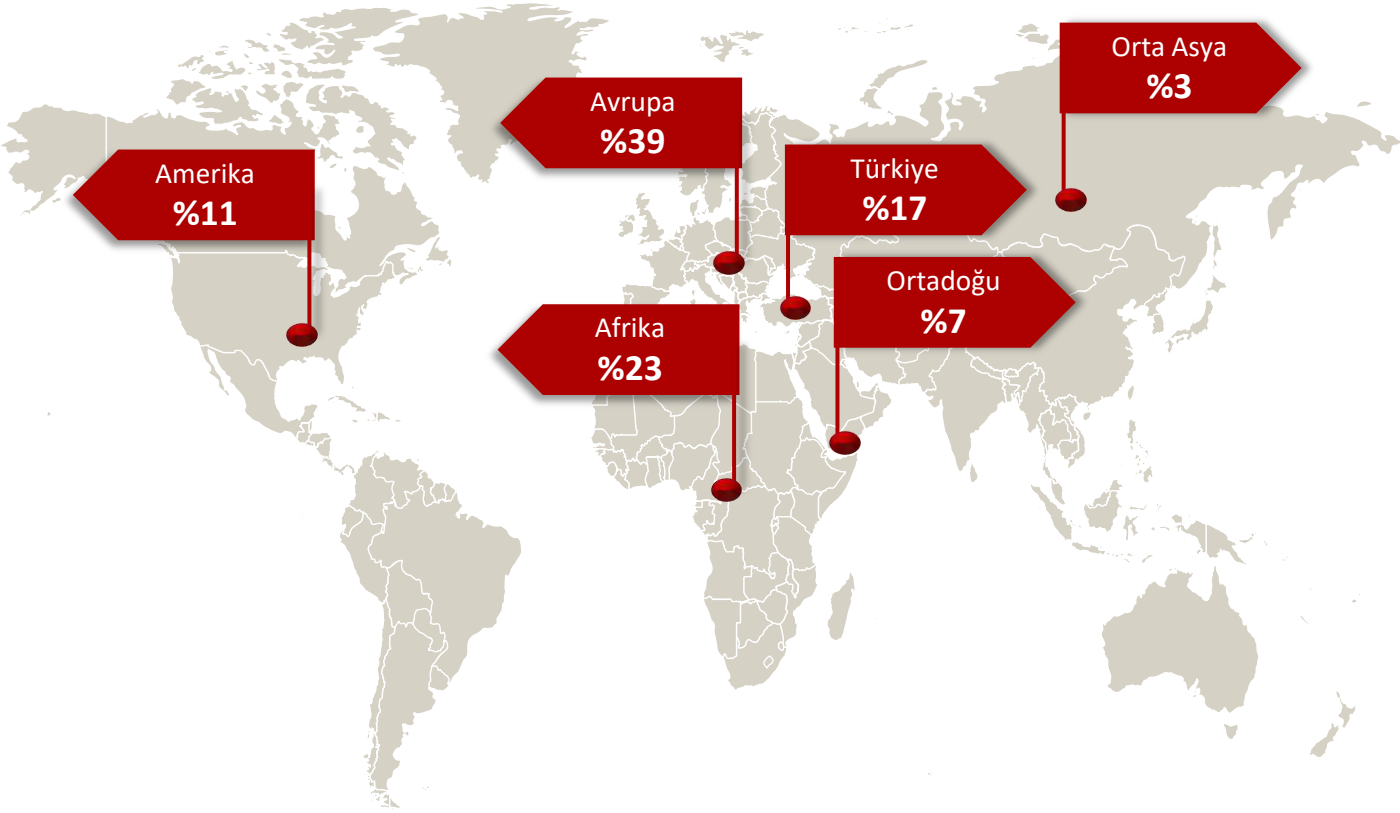 Orta Asya
%3
Avrupa
%39
Amerika
%11
Türkiye
%17
Ortadoğu
%7
Afrika
%23